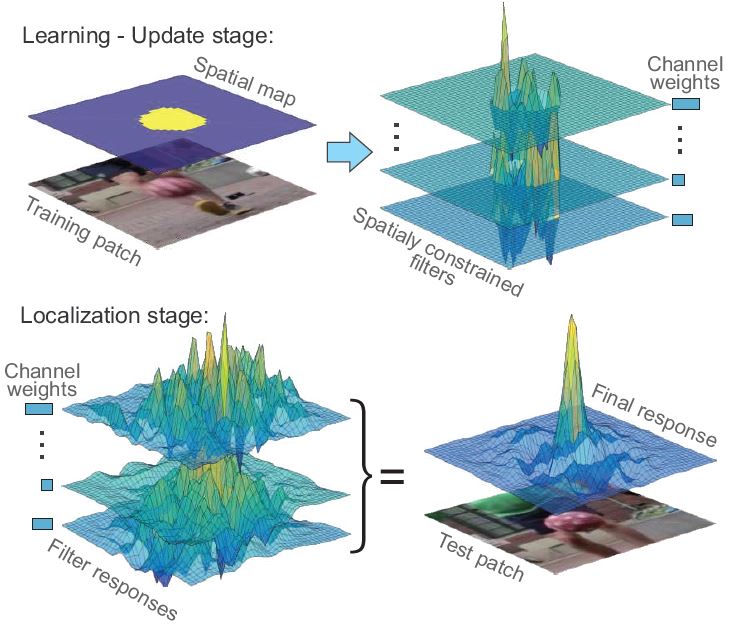 Learning - Update stage:
Spatial map
Training patch
Channel
weights
Spatialy constrained
filters
Localization stage:
Channel
weights
Filter responses
=
Final response
Test patch